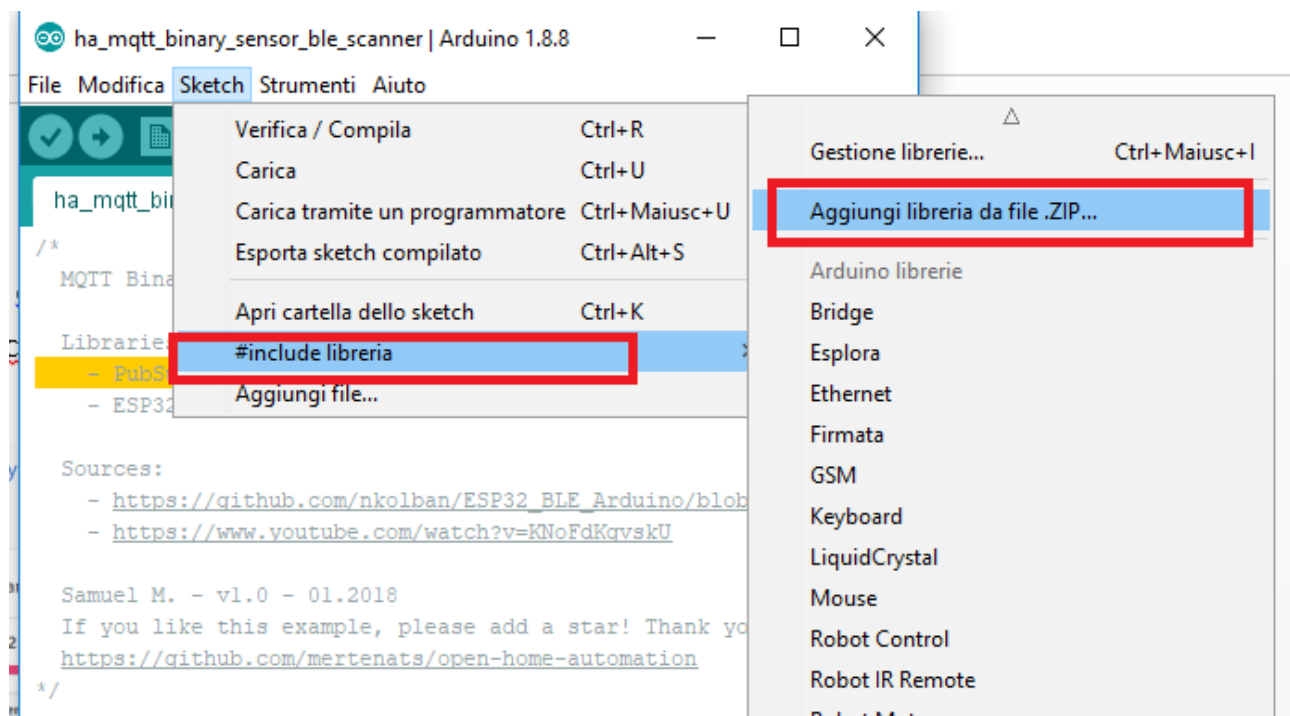 ha_mqtt_binary_sensor_ble_scanner | Arduino 1.8.8
File Modifica Sketch Strumenti Aiuto
ha_mqtt_bi
Verifica / Compila Ctrl+R
Carica Ctrl+U
Carica tramite un programmatore Ctrl+Maiusc+U
Esporta sketch compilato Ctrl+Alt+S
Apri cartella dello sketch Ctrl+K
#include libreria
Aggiungi file...
Gestione librerie... Ctrl+Maiusc+I
Aggiungi libreria da file .ZIP...
Arduino librerie
Bridge
Esplora
Ethernet
Firmata
GSM
Keyboard
LiquidCrystal
Mouse
Robot Control
Robot IR Remote
/*
MQTT Bina
Librarie
- PubS
- ESP32
Sources:
- https://github.com/nkolban/ESP32_BLE_Arduino/blob
- https://www.youtube.com/watch?v=KNoFdKgvskU
Samuel M. - v1.0 - 01.2018
If you like this example, please add a star! Thank yo
https://github.com/mertenats/open-home-automation
*/